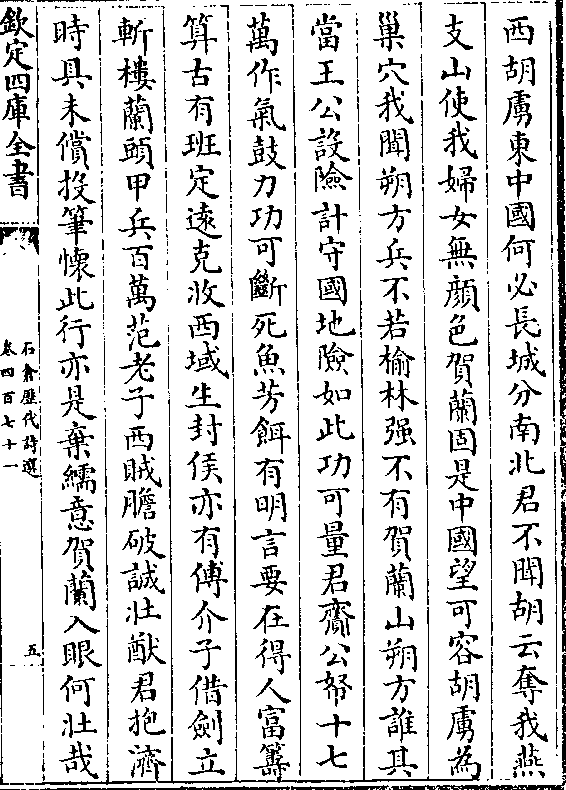 西胡虜東中國何必長城分南北君不聞胡云奪我燕
支山使我婦女無顔色賀蘭固是中國望可容胡虜為
巢穴我聞朔方兵不若榆林强不有賀蘭山朔方誰其
當王公設險計守國地險如此功可量君齎公帑十七
萬作氣鼓力功可斷死魚芳餌有明言要在得人富籌
算古有班定遠克收西域生封侯亦有傅介子借劍立
斬樓蘭頭甲兵百萬范老子西賊膽破誠壯猷君抱濟
時具未償投筆懷此行亦是棄繻意賀蘭入眼何壯哉
欽定四庫全書
石倉歷代詩選
卷四百七十一
五